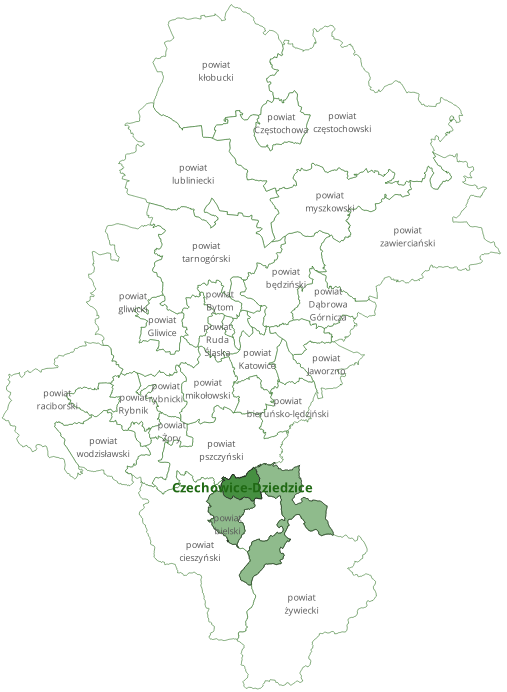 powiat
kłobucki
powiat
Częstochowa
powiat
częstochowski
powiat
lubliniecki
powiat
myszkowski
powiat
zawierciański
powiat
tarnogórski
powiat
będziński
powiat
gliwicki
powiat
Bytom
powiat
Dąbrowa
Górnicza
powiat
Gliwice
powiat
Ruda
Śląska
powiat
Katowice
powiat
Jaworzno
powiat
raciborski
powiat
Rybnik
powiat
rybnicki
powiat
mikołowski
powiat
bieruńsko-lędziński
powiat
wodzisławski
powiat
Żory
powiat
pszczyński
Czechowice-Dziedzice
powiat
bielski
powiat
cieszyński
powiat
żywiecki